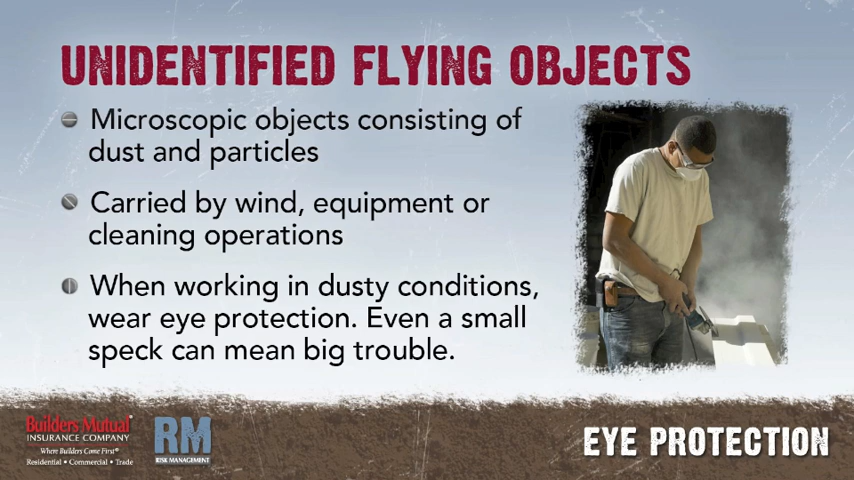 UNIDENTIFIED FLYING OBJECTS
Microscopic objects consisting of
dust and particles
Carried by wind, equipment or
cleaning operations
When working in dusty conditions,
wear eye protection. Even a small
speck can mean big trouble.
Builders Mutual®
INSURANCE COMPANY
Where Builders Come First®
Residential • Commercial • Trade
RM
RISK MANAGEMENT
EYE PROTECTION